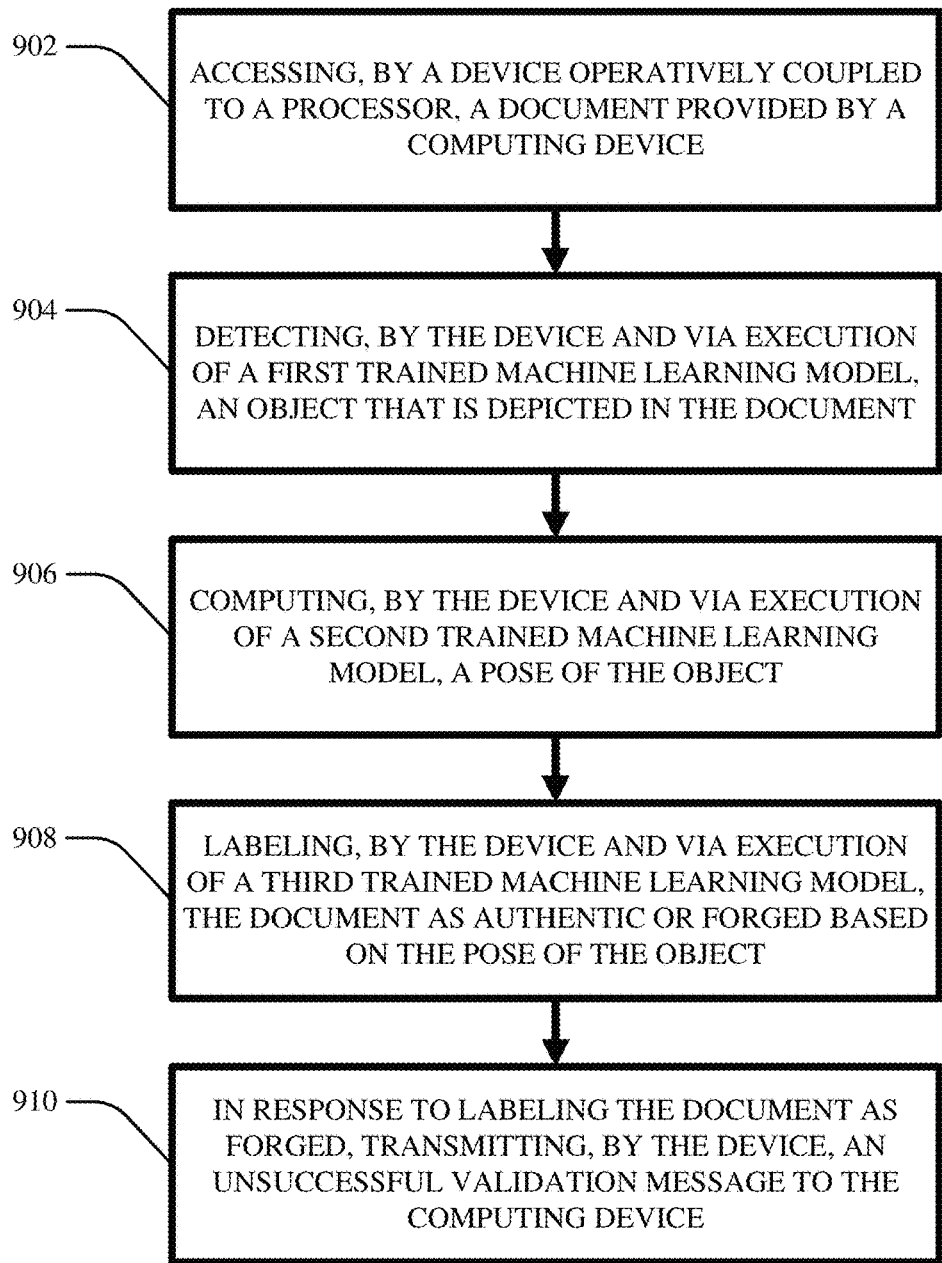 902
ACCESSING, BY A DEVICE OPERATIVELY COUPLED
TO A PROCESSOR, A DOCUMENT PROVIDED BY A
COMPUTING DEVICE
904
DETECTING, BY THE DEVICE AND VIA EXECUTION
OF A FIRST TRAINED MACHINE LEARNING MODEL,
AN OBJECT THAT IS DEPICTED IN THE DOCUMENT
906
COMPUTING, BY THE DEVICE AND VIA EXECUTION
OF A SECOND TRAINED MACHINE LEARNING
MODEL, A POSE OF THE OBJECT
908
LABELING, BY THE DEVICE AND VIA EXECUTION
OF A THIRD TRAINED MACHINE LEARNING MODEL,
THE DOCUMENT AS AUTHENTIC OR FORGED BASED
ON THE POSE OF THE OBJECT
910
IN RESPONSE TO LABELING THE DOCUMENT AS
FORGED, TRANSMITTING, BY THE DEVICE, AN
UNSUCCESSFUL VALIDATION MESSAGE TO THE
COMPUTING DEVICE